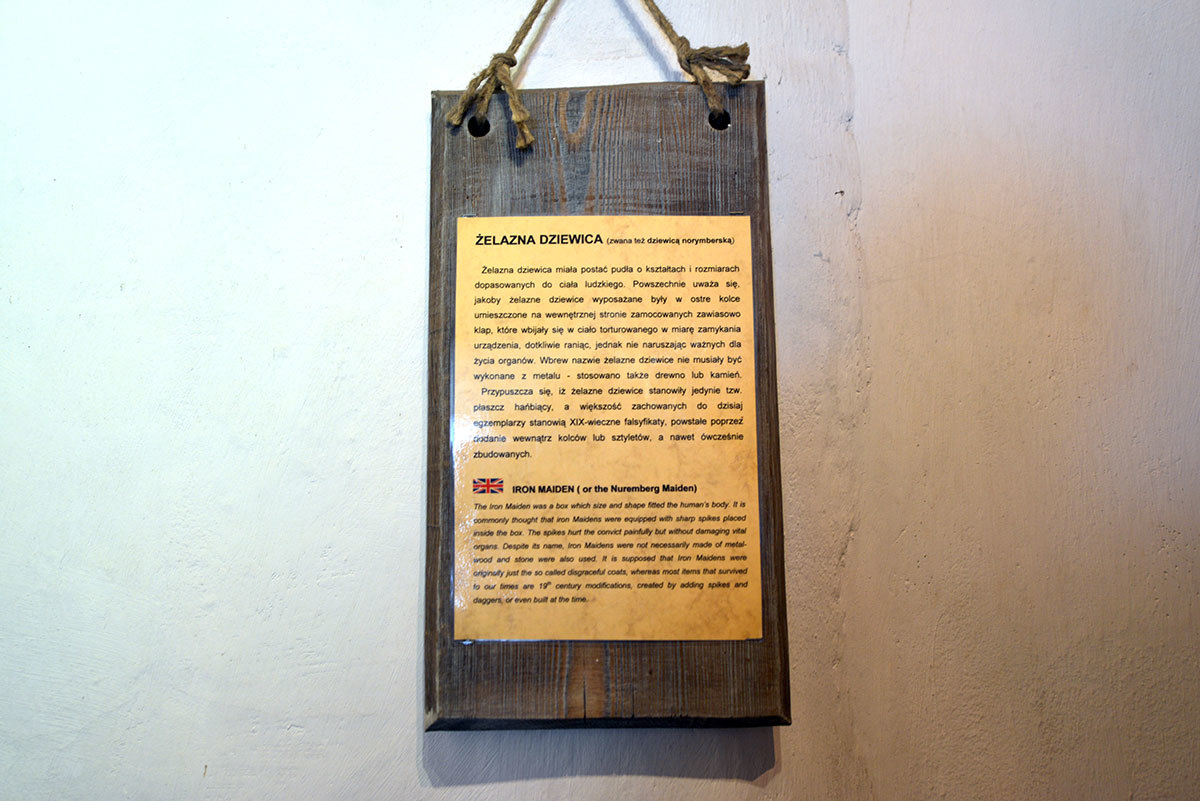 ŻELAZNA DZIEWICA (zwana też dziewicą norymberską)
Żelazna dziewica miała postać pudła o kształtach i rozmiarach
dopasowanych do ciała ludzkiego. Powszechnie uważa się,
jakoby żelazne dziewice wyposażane były w ostre kolce
umieszczone na wewnętrznej stronie zamocowanych zawiasowo
klap, które wbijały się w ciało torturowanego w miarę zamykania
urządzenia, dotkliwie raniąc, jednak nie naruszając ważnych dla
życia organów. Wbrew nazwie żelazne dziewice nie musiały być
wykonane z metalu - stosowano także drewno lub kamień.
Przypuszcza się, iż żelazne dziewice stanowiły jedynie tzw.
płaszcz hańbiący, a większość zachowanych do dzisiaj
egzemplarzy stanowią XIX-wieczne falsyfikaty, powstałe poprzez
dodanie wewnątrz kolców lub sztyletów, a nawet ówcześnie
zbudowanych.
IRON MAIDEN ( or the Nuremberg Maiden)
The Iron Maiden was a box which size and shape fitted the human's body. It is
commonly thought that iron Maidens were equipped with sharp spikes placed
inside the box. The spikes hurt the convict painfully but without damaging vital
organs. Despite its name, Iron Maidens were not necessarily made of metal-
wood and stone were also used. It is supposed that Iron Maidens were
originally just the so called disgraceful coats, whereas most items that survived
to our times are 19th century modifications, created by adding spikes and
daggers, or even built at the time.